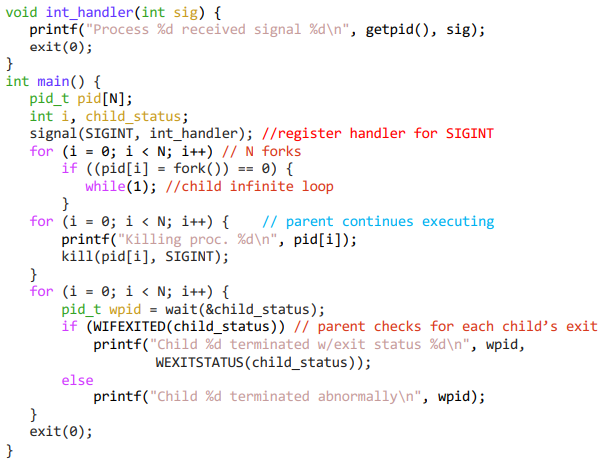 void int_handler(int sig) {
   printf("Process %d received signal %d\n", getpid(), sig);
   exit(0);
}
int main() {
   pid_t pid[N];
   int i, child_status;
   signal(SIGINT, int_handler); //register handler for SIGINT
   for (i = 0; i < N; i++) // N forks
       if ((pid[i] = fork()) == 0) {
          while(1); //child infinite loop
       }
   for (i = 0; i < N; i++) {    // parent continues executing
       printf("Killing proc. %d\n", pid[i]);
       kill(pid[i], SIGINT);
   }
   for (i = 0; i < N; i++) {
       pid_t wpid = wait(&child_status);
       if (WIFEXITED(child_status)) // parent checks for each child’s exit
           printf("Child %d terminated w/exit status %d\n", wpid,
                   WEXITSTATUS(child_status));
       else
           printf("Child %d terminated abnormally\n", wpid);
   }
   exit(0);
}